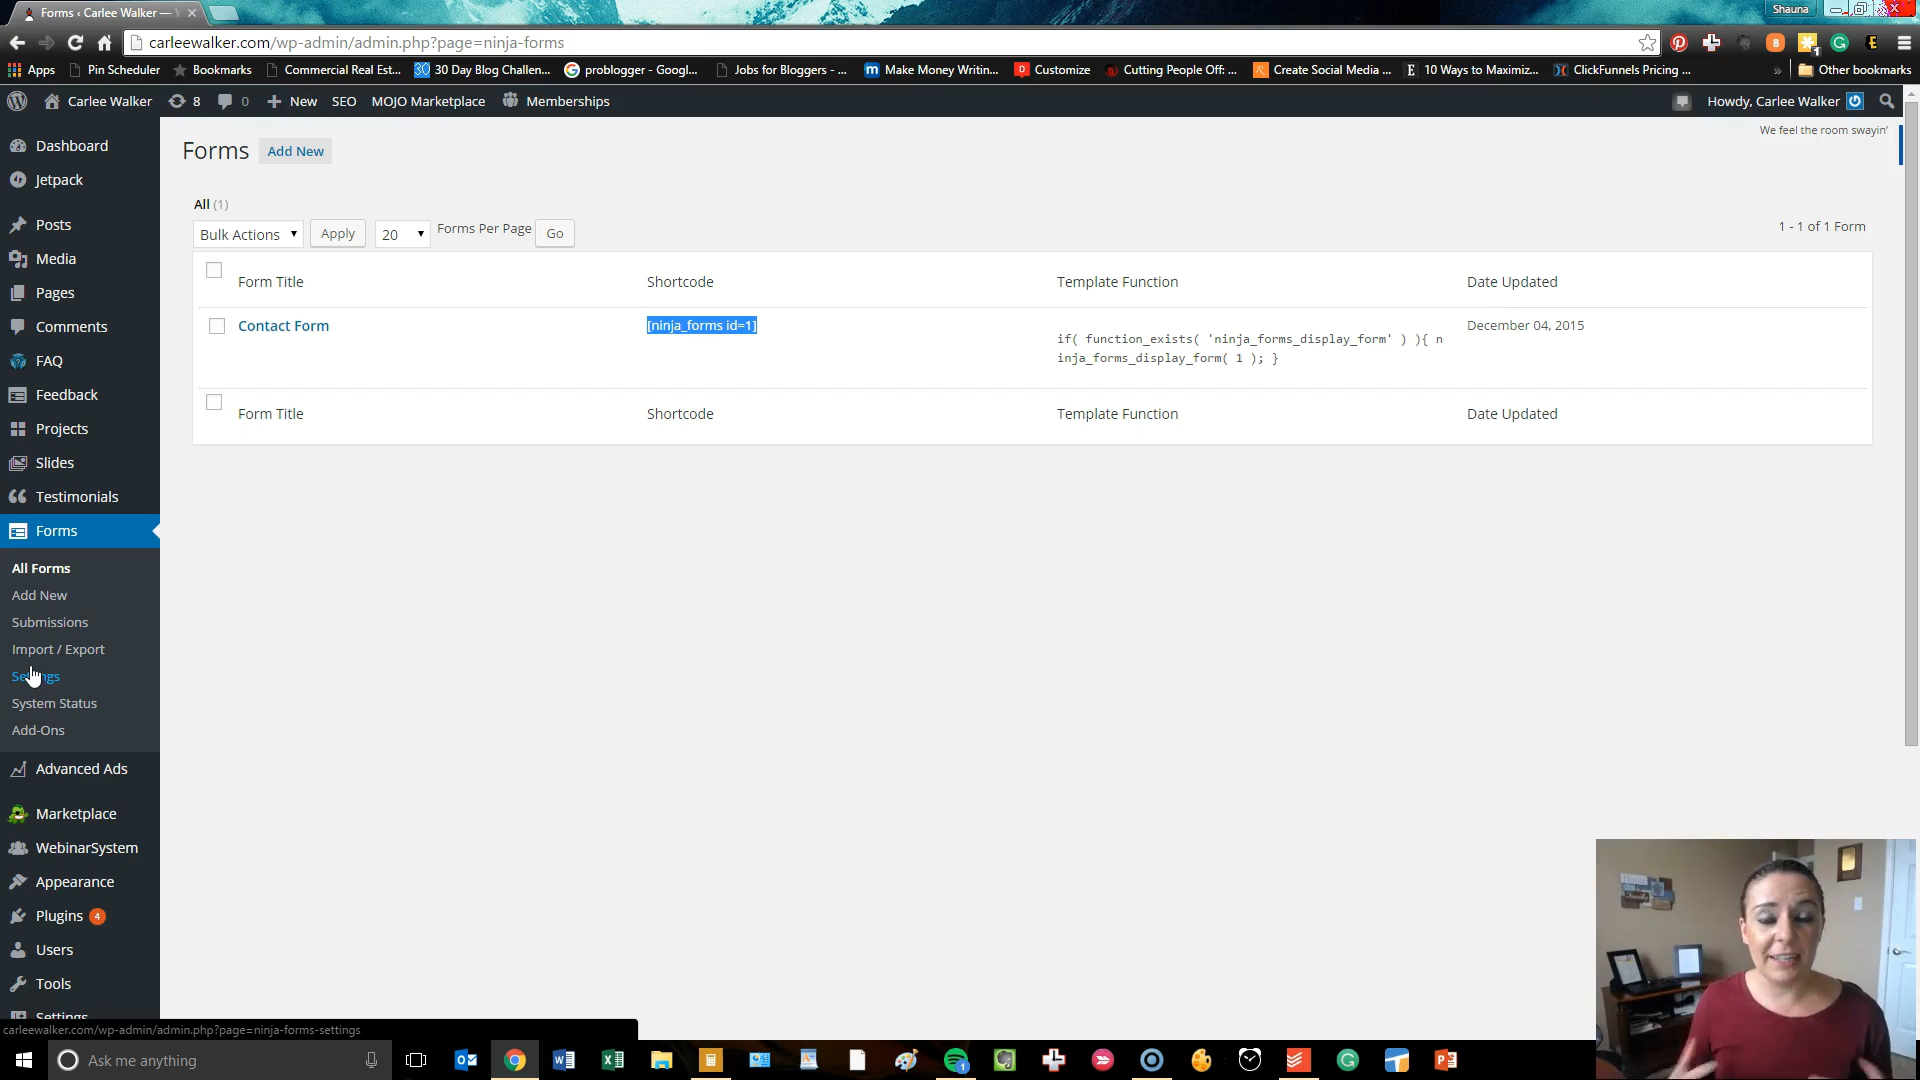 Forms ‹ Carlee Walker —
Shauna
carleewalker.com/wp-admin/admin.php?page=ninja-forms
Apps Pin Scheduler Bookmarks Commercial Real Est... 30 Day Blog Challen... problogger - Googl... Jobs for Bloggers - ... Make Money Writin... Customize Cutting People Off: ... Create Social Media ... 10 Ways to Maximiz... ClickFunnels Pricing ... » Other bookmarks
Carlee Walker 8 0 + New SEO MOJO Marketplace Memberships Howdy, Carlee Walker
We feel the room swayin'
Dashboard
Jetpack
Posts
Media
Pages
Comments
FAQ
Feedback
Projects
Slides
Testimonials
Forms
All Forms
Add New
Submissions
Import / Export
Settings
System Status
Add-Ons
Advanced Ads
Marketplace
WebinarSystem
Appearance
Plugins 4
Users
Tools
Settings
Forms Add New
All (1)
Bulk Actions Apply 20 Forms Per Page Go 1 - 1 of 1 Form
Form Title Shortcode Template Function Date Updated
Contact Form [ninja_forms id=1] December 04, 2015
if( function_exists( 'ninja_forms_display_form' ) ){ n
inja_forms_display_form( 1 ); }
Form Title Shortcode Template Function Date Updated
carleewalker.com/wp-admin/admin.php?page=ninja-forms-settings
Ask me anything